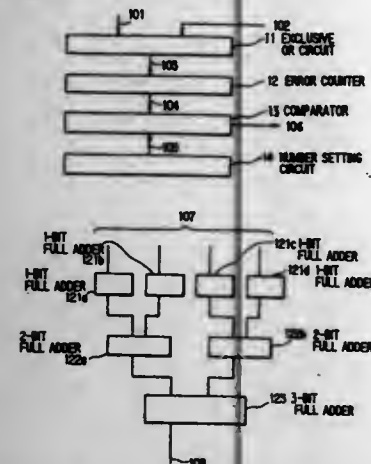 101
102
11 EXCLUSIVE
OR CIRCUIT
103
12 ERROR COUNTER
104
13 COMPARATOR
106
105
14 NUMBER SETTING
CIRCUIT
107
1-BIT
FULL ADDER
121b
121c 1-BIT
FULL ADDER
1-BIT
FULL ADDER
121a
121d 1-BIT
FULL ADDER
2-BIT
FULL ADDER
122a
122b 2-BIT
FULL ADDER
123 3-BIT
FULL ADDER